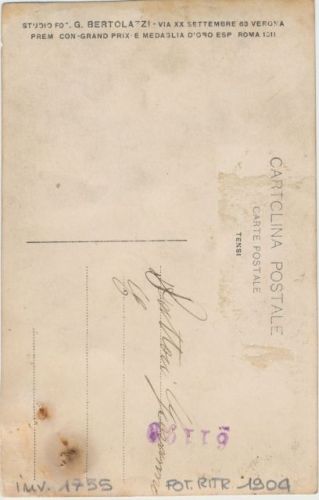 STUDIO FOT. G. BERTOLAZZI - VIA XX SETTEMBRE 60 VERONA
PREM. CON GRAND PRIX E MEDAGLIA D'ORO ESP. ROMA 1911
CARTOLINA POSTALE
CARTE POSTALE
TENSI
INV. 1755
FOT. RITR. 1904